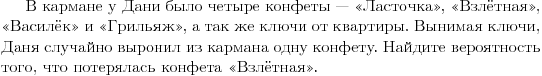 В кармане у Дани было четыре конфеты — «Ласточка», «Взлётная»,
«Василёк» и «Грильяж», а так же ключи от квартиры. Вынимая ключи,
Даня случайно выронил из кармана одну конфету. Найдите вероятность
того, что потерялась конфета «Взлётная».